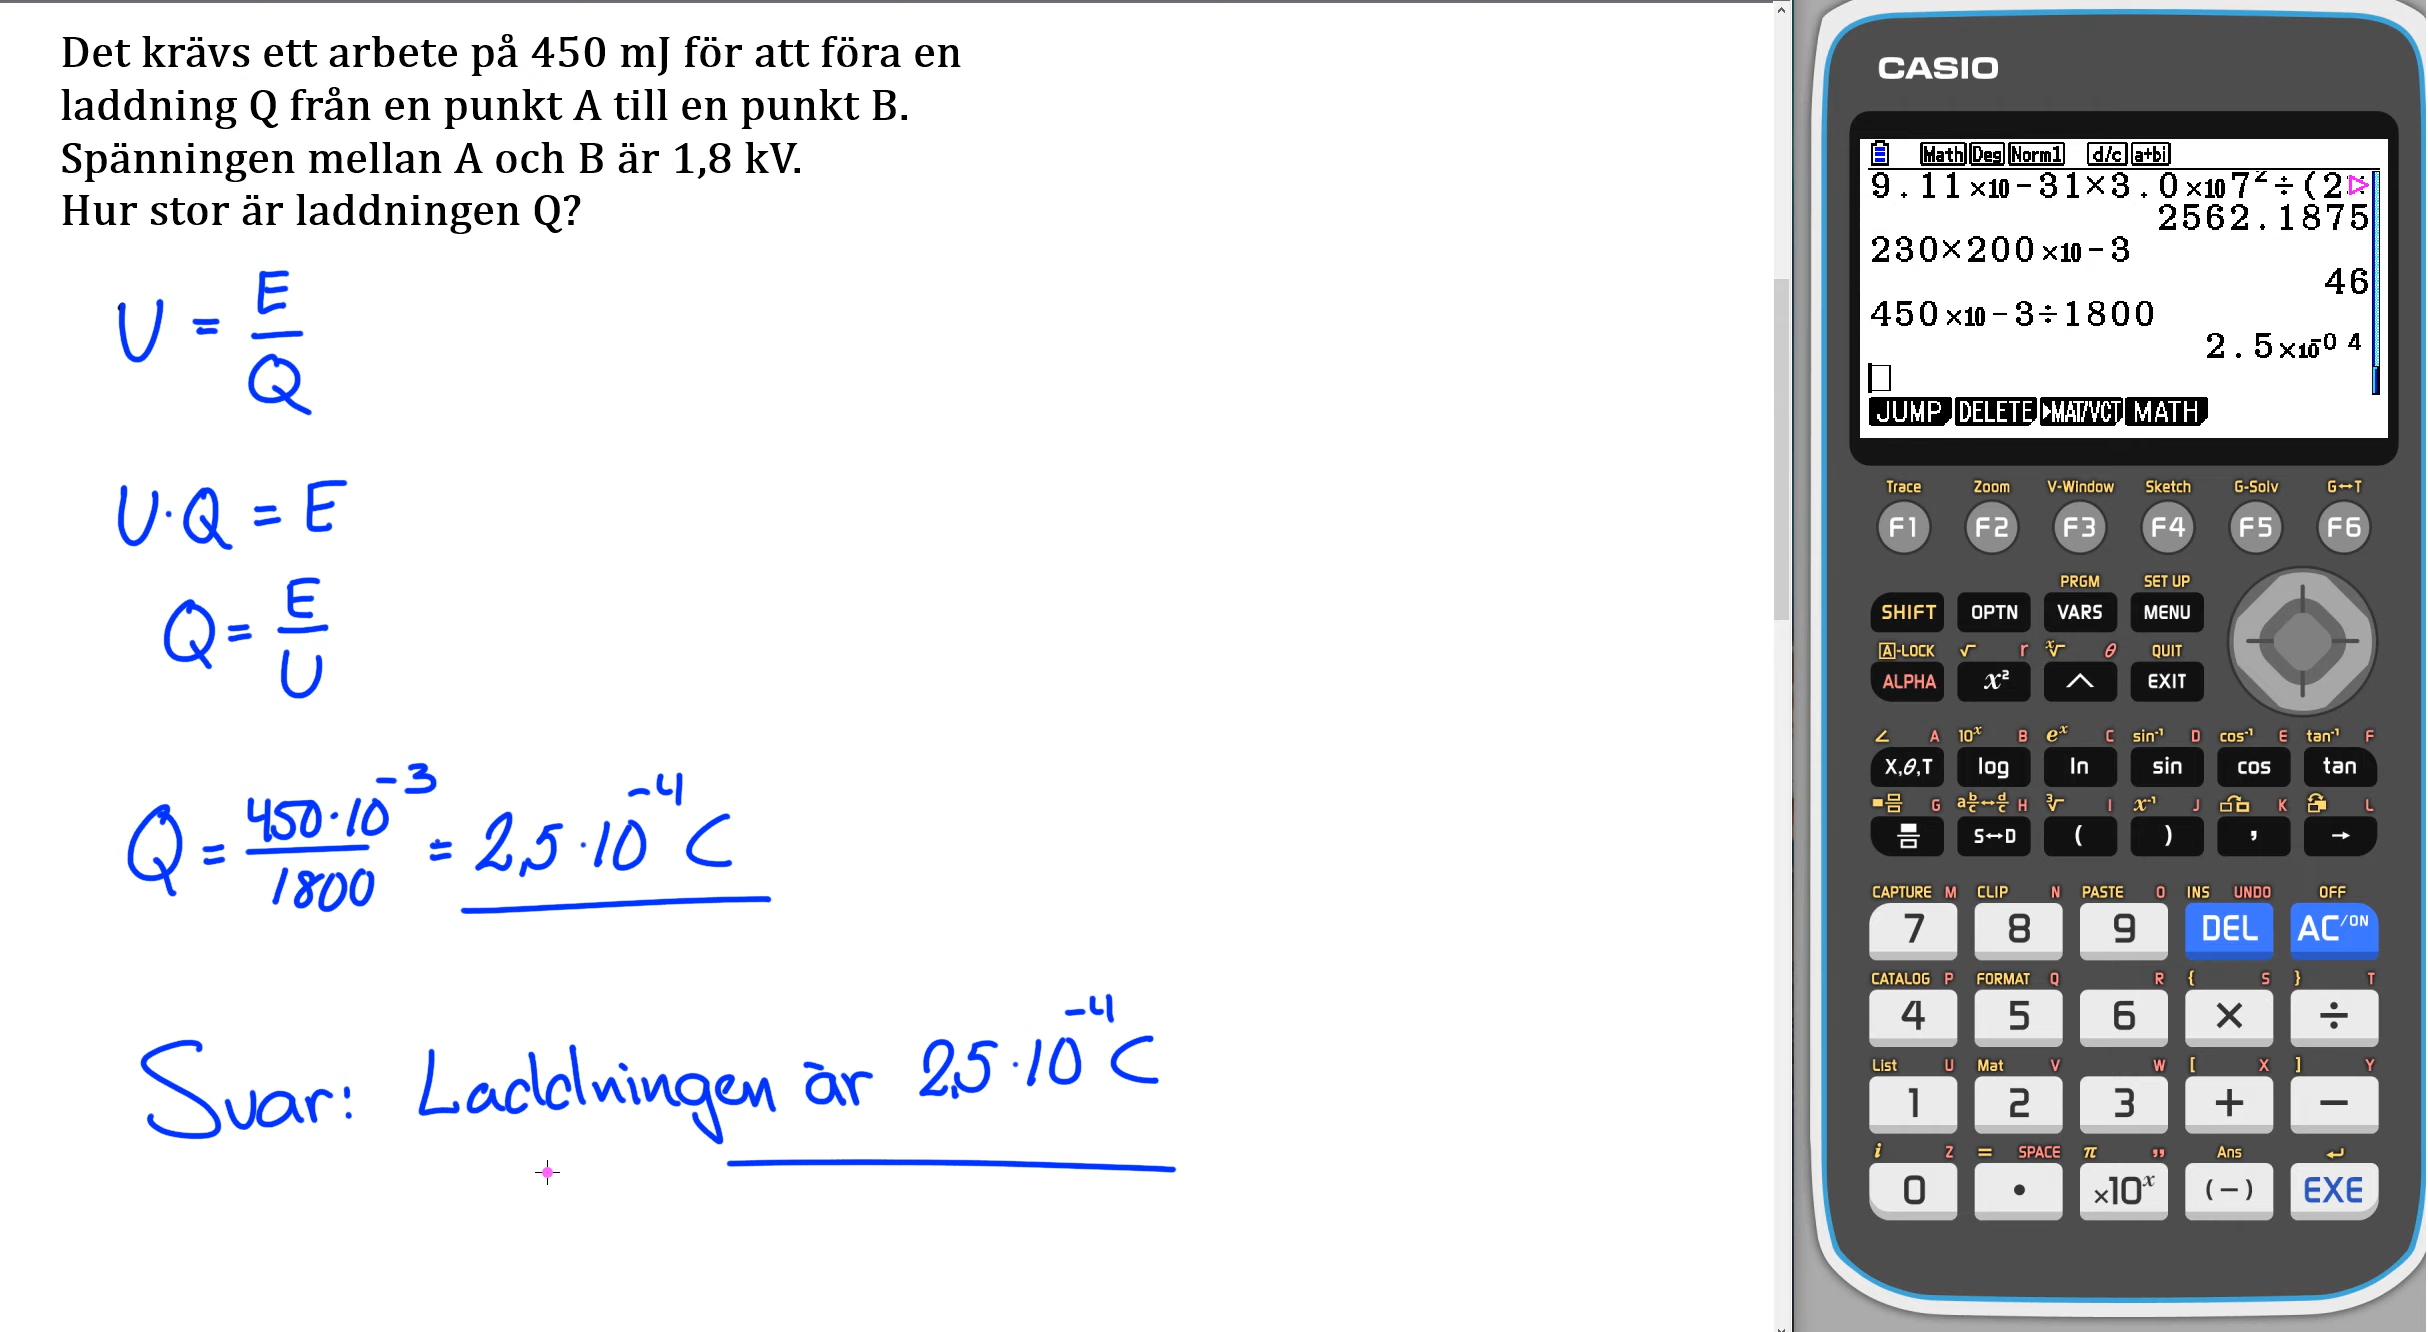 Det krävs ett arbete på 450 mJ för att föra en
laddning Q från en punkt A till en punkt B.
Spänningen mellan A och B är 1,8 kV.
Hur stor är laddningen Q?
U = E/Q
U·Q = E
Q = E/U
Q = 450·10⁻³/1800 = 2,5·10⁻⁴ C
Svar: Laddningen är 2,5·10⁻⁴ C
CASIO
Math Deg Norm1 d/c a+bi
9.11×10-31×3.0×107²÷(2
2562.1875
230×200×10-3
46
450×10-3÷1800
2.5×10⁻⁰⁴
JUMP DELETE ▶MAT/VCT MATH
Trace Zoom V-Window Sketch G-Solv G↔T
F1 F2 F3 F4 F5 F6
PRGM SET UP
SHIFT OPTN VARS MENU
A-LOCK √ r ˣ√ θ QUIT
ALPHA x² ^ EXIT
∠ A 10ˣ B eˣ C sin⁻¹ D cos⁻¹ E tan⁻¹ F
X,θ,T log ln sin cos tan
G a b/c↔d/c H ³√ I x⁻¹ J K L
S↔D ( ) , →
CAPTURE M CLIP N PASTE O INS UNDO OFF
7 8 9 DEL AC/ON
CATALOG P FORMAT Q R { S } T
4 5 6 × ÷
List U Mat V W [ X ] Y
1 2 3 + −
i Z = SPACE π " Ans ↵
0 • ×10ˣ (−) EXE